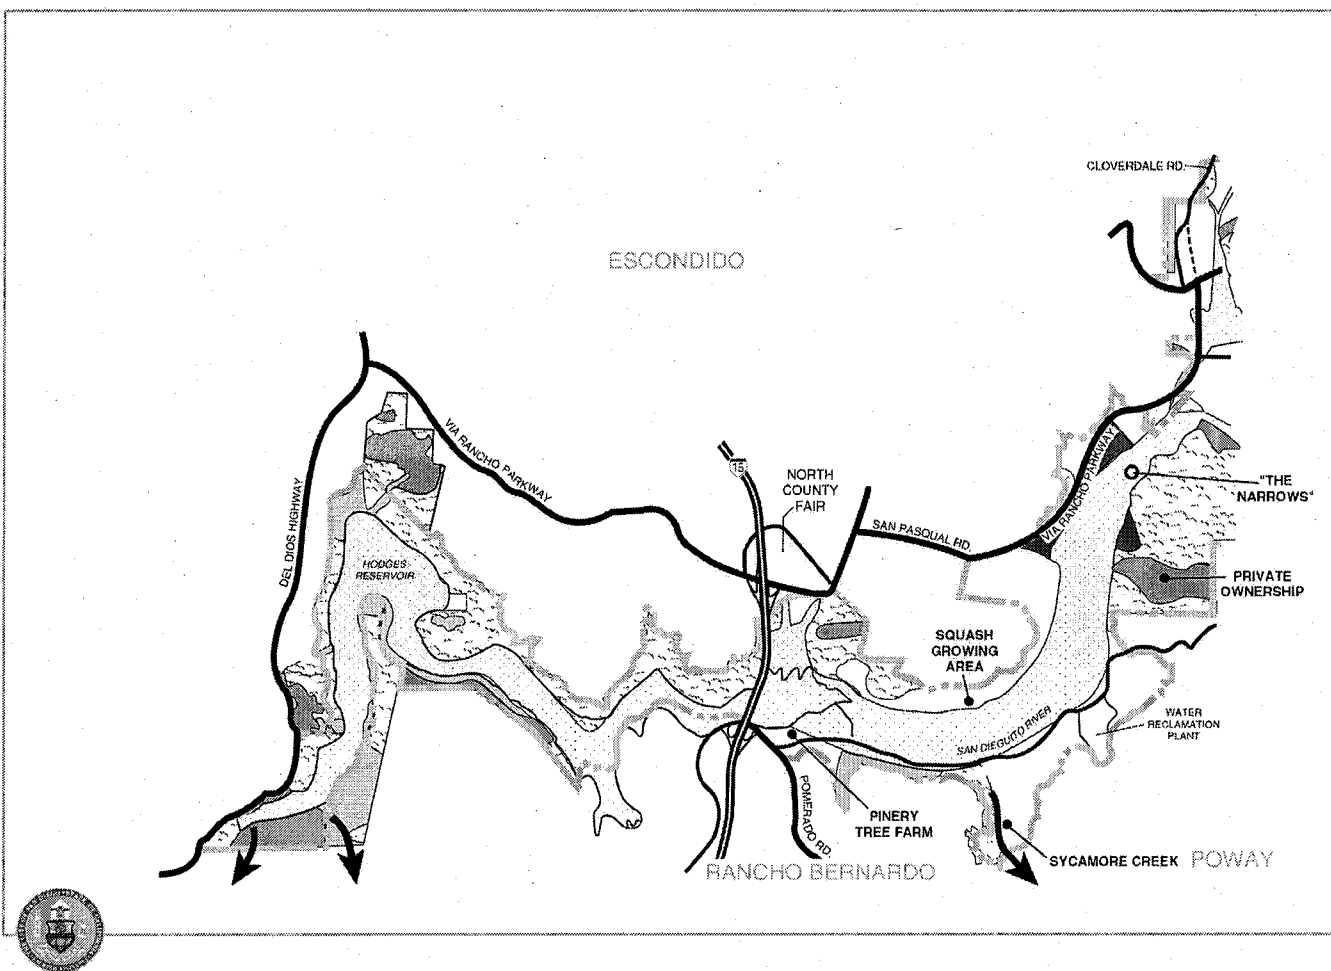 CLOVERDALE RD.
ESCONDIDO
VIA RANCHO PARKWAY
15
NORTH
COUNTY
FAIR
SAN PASQUAL RD.
VIA RANCHO PARKWAY
"THE
NARROWS"
DEL DIOS HIGHWAY
HODGES
RESERVOIR
PRIVATE
OWNERSHIP
SQUASH
GROWING
AREA
SAN DIEGUITO RIVER
WATER
RECLAMATION
PLANT
PINERY
TREE FARM
POMERADO RD.
SYCAMORE CREEK
POWAY
RANCHO BERNARDO